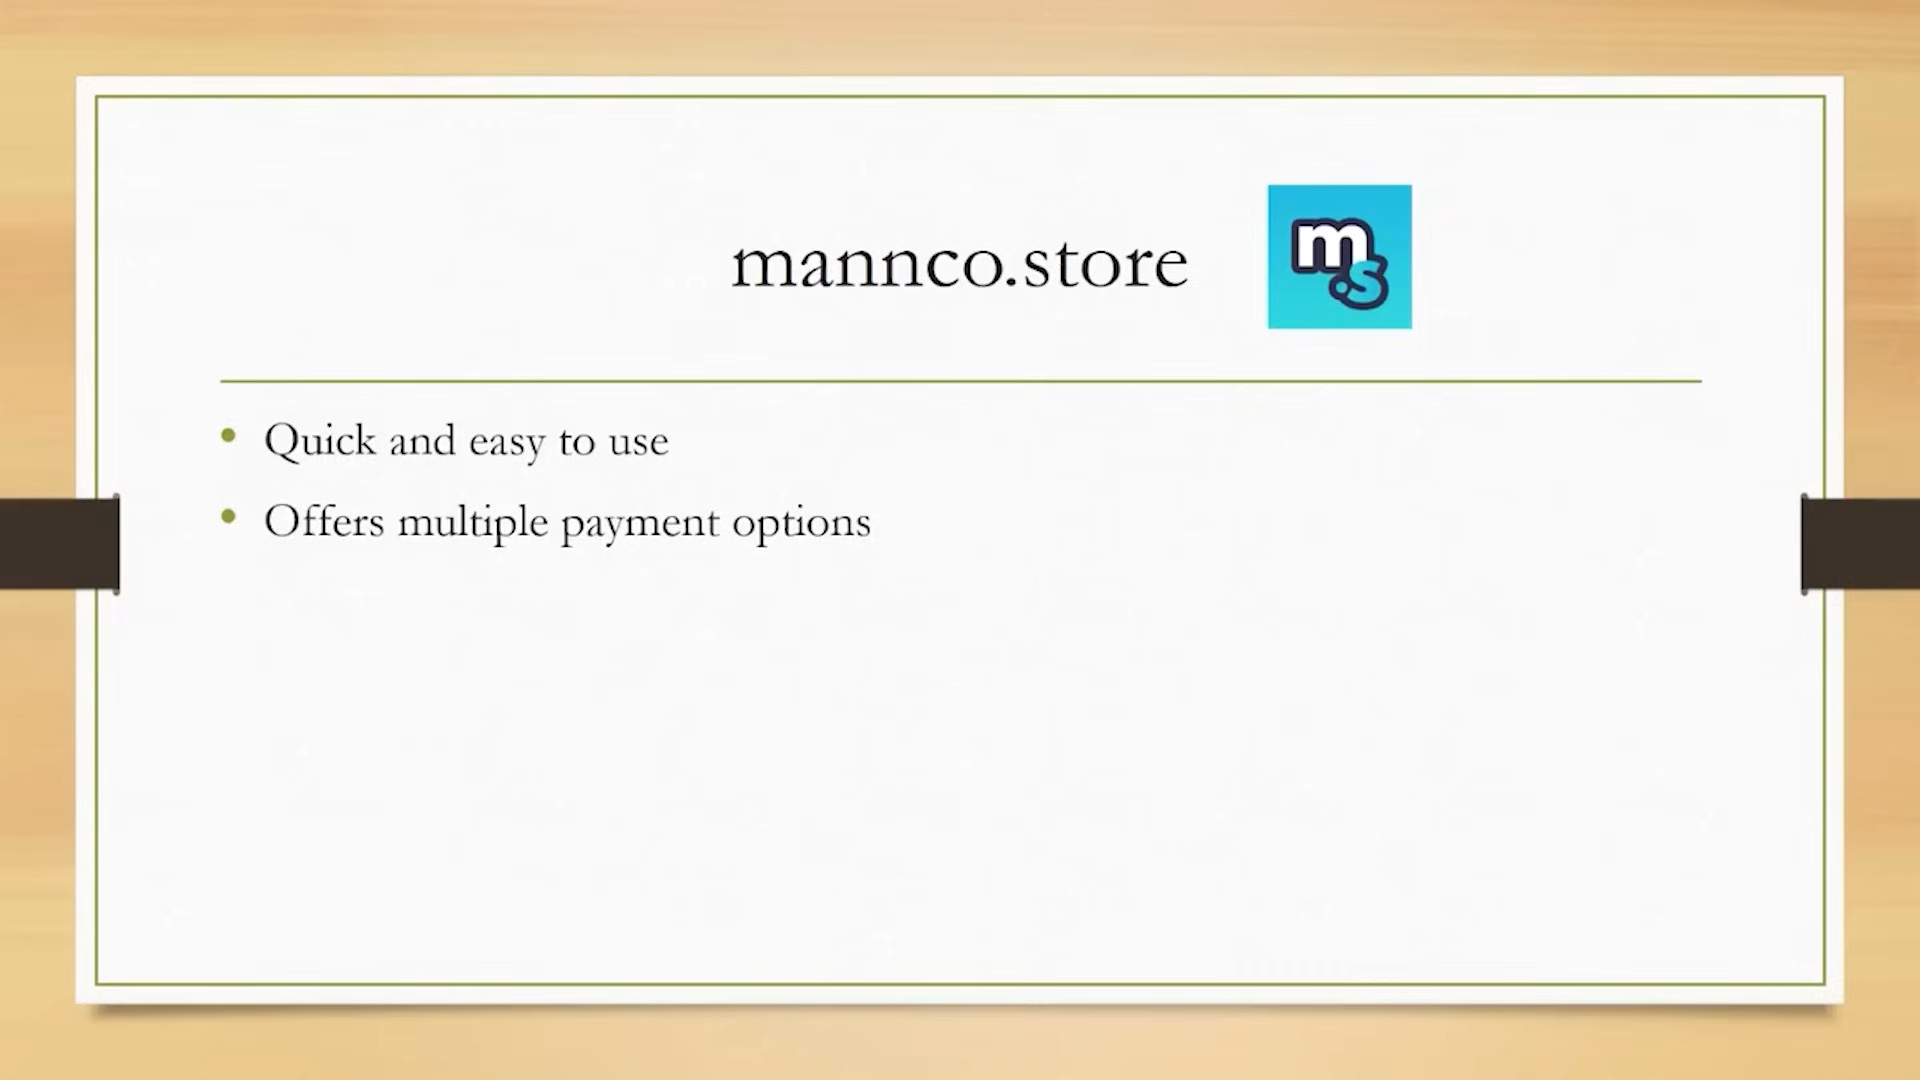 mannco.store
m
.s
Quick and easy to use
Offers multiple payment options